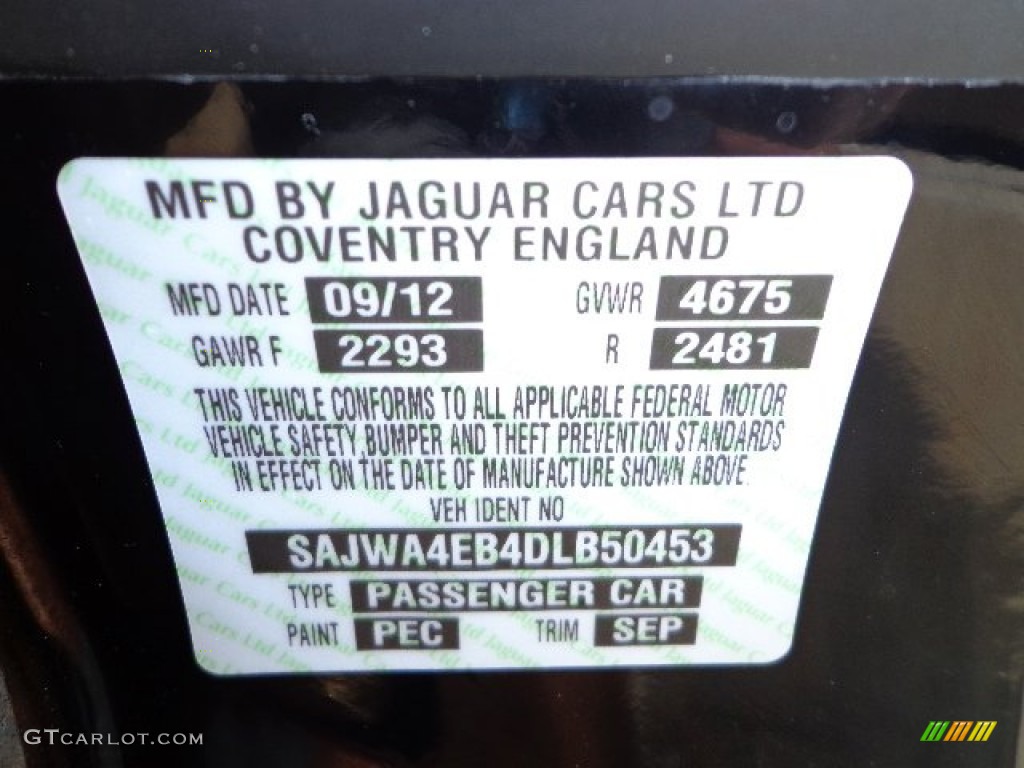 MFD BY JAGUAR CARS LTD
COVENTRY ENGLAND
MFD DATE 09/12 GVWR 4675
GAWR F 2293 R 2481
THIS VEHICLE CONFORMS TO ALL APPLICABLE FEDERAL MOTOR
VEHICLE SAFETY, BUMPER AND THEFT PREVENTION STANDARDS
IN EFFECT ON THE DATE OF MANUFACTURE SHOWN ABOVE.
VEH IDENT NO
SAJWA4EB4DLB50453
TYPE PASSENGER CAR
PAINT PEC TRIM SEP
GTCARLOT.COM